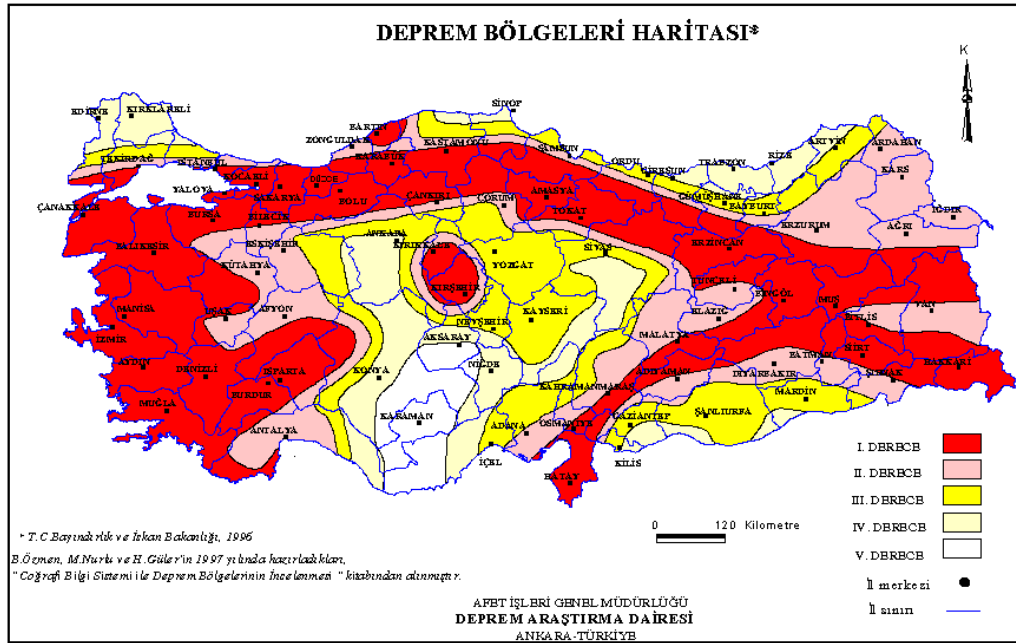 DEPREM BÖLGELERİ HARİTASI*
K
SİNOP
EDİRNE
KIRKLARELİ
BARTIN
ZONGULDAK
KASTAMONU
SAMSUN
ARTVİN
ARDAHAN
TEKİRDAĞ
İSTANBUL
KARABÜK
ORDU
GİRESUN
TRABZON
RİZE
KARS
KOCAELİ
YALOVA
SAKARYA
DÜZCE
BOLU
ÇANKIRI
ÇORUM
AMASYA
TOKAT
GÜMÜŞHANE
BAYBURT
IĞDIR
ÇANAKKALE
BURSA
BİLECİK
ERZURUM
AĞRI
BALIKESİR
ESKİŞEHİR
ANKARA
KIRIKKALE
SİVAS
ERZİNCAN
KÜTAHYA
YOZGAT
TUNCELİ
BİNGÖL
MUŞ
VAN
MANİSA
UŞAK
AFYON
KIRŞEHİR
NEVŞEHİR
KAYSERİ
ELAZIĞ
BİTLİS
İZMİR
AKSARAY
MALATYA
SİİRT
AYDIN
DENİZLİ
ISPARTA
KONYA
NİĞDE
BATMAN
HAKKARİ
BURDUR
KAHRAMANMARAŞ
ADIYAMAN
DİYARBAKIR
ŞIRNAK
MUĞLA
KARAMAN
MARDİN
ANTALYA
ADANA
OSMANİYE
GAZİANTEP
ŞANLIURFA
İÇEL
KİLİS
HATAY
I. DERECE
II. DERECE
III. DERECE
IV. DERECE
V. DERECE
İl merkezi
İl sınırı
0 120 Kilometre
* T.C.Bayındırlık ve İskan Bakanlığı, 1996
B.Özmen, M.Nurlu ve H.Güler'in 1997 yılında hazırladıkları,
" Coğrafi Bilgi Sistemi ile Deprem Bölgelerinin İncelenmesi " kitabından alınmıştır.
AFET İŞLERİ GENEL MÜDÜRLÜĞÜ
DEPREM ARAŞTIRMA DAİRESİ
ANKARA-TÜRKİYE